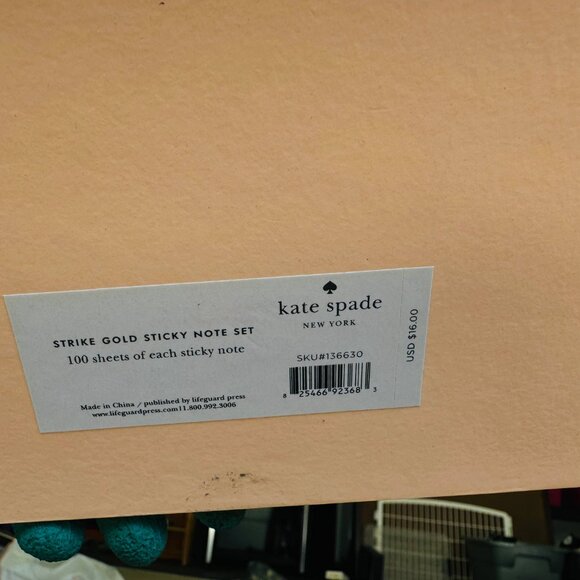 STRIKE GOLD STICKY NOTE SET
100 sheets of each sticky note
Made in China / published by lifeguard press
www.lifeguardpress.com|1.800.992.3006
kate spade
NEW YORK
SKU#136630
8 25466 92368 3
USD $16.00